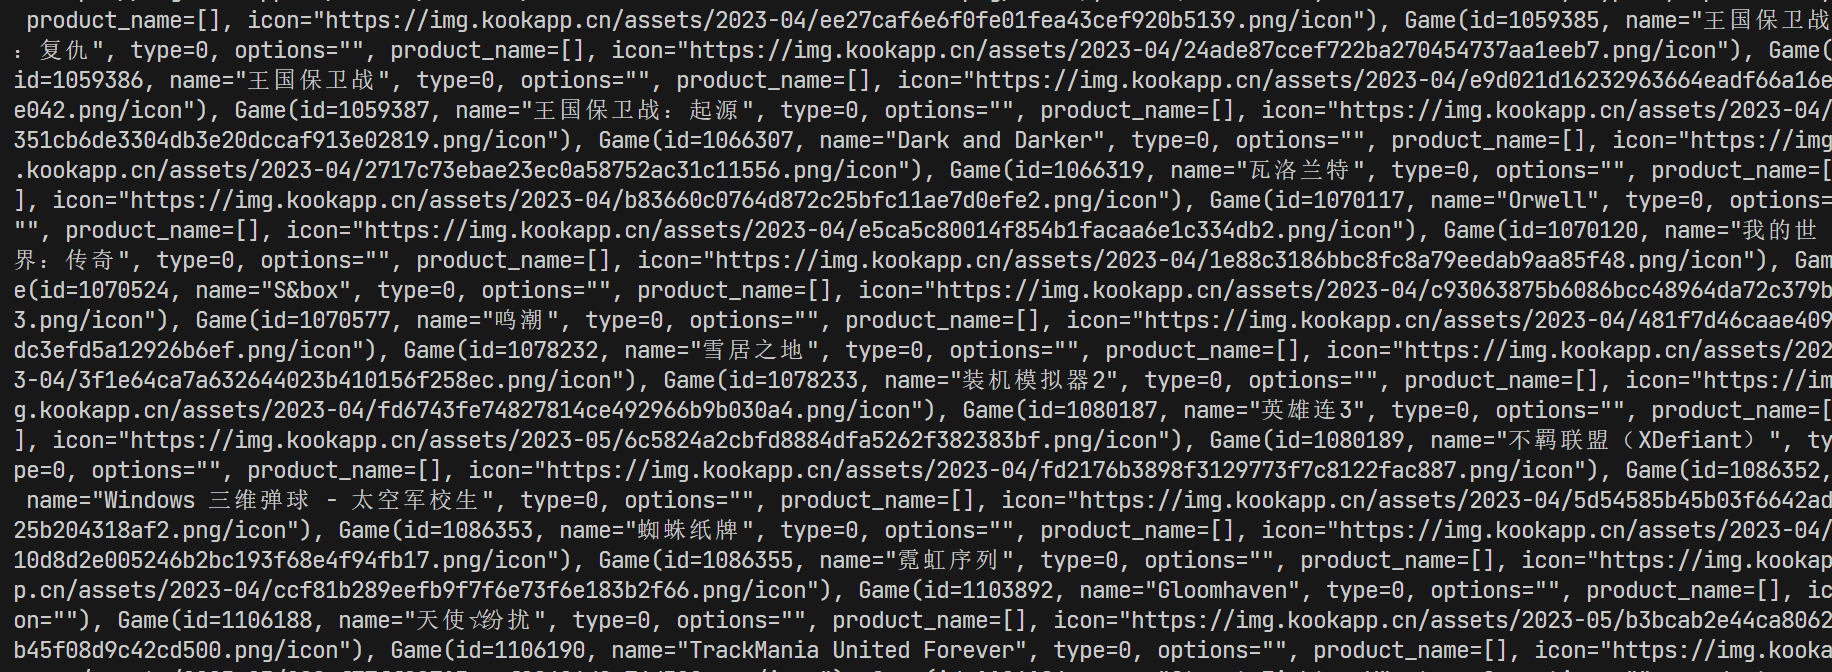 product_name=[], icon="https://img.kookapp.cn/assets/2023-04/ee27caf6e6f0fe01fea43cef920b5139.png/icon"), Game(id=1059385, name="王国保卫战
：复仇", type=0, options="", product_name=[], icon="https://img.kookapp.cn/assets/2023-04/24ade87ccef722ba270454737aa1eeb7.png/icon"), Game(
id=1059386, name="王国保卫战", type=0, options="", product_name=[], icon="https://img.kookapp.cn/assets/2023-04/e9d021d16232963664eadf66a16e
e042.png/icon"), Game(id=1059387, name="王国保卫战：起源", type=0, options="", product_name=[], icon="https://img.kookapp.cn/assets/2023-04/
351cb6de3304db3e20dccaf913e02819.png/icon"), Game(id=1066307, name="Dark and Darker", type=0, options="", product_name=[], icon="https://img
.kookapp.cn/assets/2023-04/2717c73ebae23ec0a58752ac31c11556.png/icon"), Game(id=1066319, name="瓦洛兰特", type=0, options="", product_name=[
], icon="https://img.kookapp.cn/assets/2023-04/b83660c0764d872c25bfc11ae7d0efe2.png/icon"), Game(id=1070117, name="Orwell", type=0, options=
"", product_name=[], icon="https://img.kookapp.cn/assets/2023-04/e5ca5c80014f854b1facaa6e1c334db2.png/icon"), Game(id=1070120, name="我的世
界：传奇", type=0, options="", product_name=[], icon="https://img.kookapp.cn/assets/2023-04/1e88c3186bbc8fc8a79eedab9aa85f48.png/icon"), Gam
e(id=1070524, name="S&box", type=0, options="", product_name=[], icon="https://img.kookapp.cn/assets/2023-04/c93063875b6086bcc48964da72c379b
3.png/icon"), Game(id=1070577, name="鸣潮", type=0, options="", product_name=[], icon="https://img.kookapp.cn/assets/2023-04/481f7d46caae409
dc3efd5a12926b6ef.png/icon"), Game(id=1078232, name="雪居之地", type=0, options="", product_name=[], icon="https://img.kookapp.cn/assets/202
3-04/3f1e64ca7a632644023b410156f258ec.png/icon"), Game(id=1078233, name="装机模拟器2", type=0, options="", product_name=[], icon="https://im
g.kookapp.cn/assets/2023-04/fd6743fe74827814ce492966b9b030a4.png/icon"), Game(id=1080187, name="英雄连3", type=0, options="", product_name=[
], icon="https://img.kookapp.cn/assets/2023-05/6c5824a2cbfd8884dfa5262f382383bf.png/icon"), Game(id=1080189, name="不羁联盟（XDefiant）", ty
pe=0, options="", product_name=[], icon="https://img.kookapp.cn/assets/2023-04/fd2176b3898f3129773f7c8122fac887.png/icon"), Game(id=1086352,
name="Windows 三维弹球 - 太空军校生", type=0, options="", product_name=[], icon="https://img.kookapp.cn/assets/2023-04/5d54585b45b03f6642ad
25b204318af2.png/icon"), Game(id=1086353, name="蜘蛛纸牌", type=0, options="", product_name=[], icon="https://img.kookapp.cn/assets/2023-04/
10d8d2e005246b2bc193f68e4f94fb17.png/icon"), Game(id=1086355, name="霓虹序列", type=0, options="", product_name=[], icon="https://img.kookap
p.cn/assets/2023-04/ccf81b289eefb9f7f6e73f6e183b2f66.png/icon"), Game(id=1103892, name="Gloomhaven", type=0, options="", product_name=[], ic
on=""), Game(id=1106188, name="天使☆纷扰", type=0, options="", product_name=[], icon="https://img.kookapp.cn/assets/2023-05/b3bcab2e44ca8062
b45f08d9c42cd500.png/icon"), Game(id=1106190, name="TrackMania United Forever", type=0, options="", product_name=[], icon="https://img.kooka